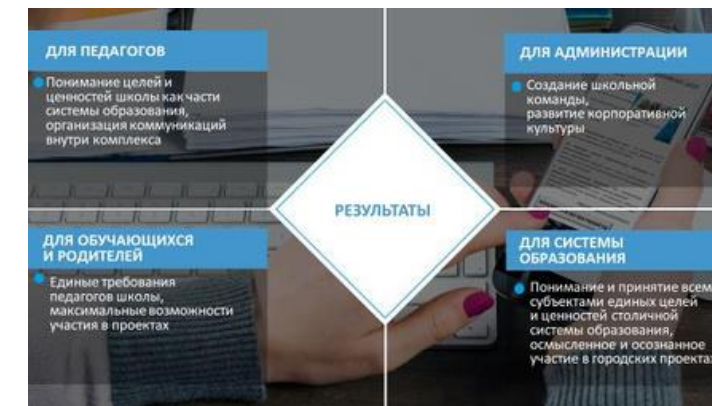 ДЛЯ ПЕДАГОГОВ
Понимание целей и
ценностей школы как части
системы образования,
организация коммуникаций
внутри комплекса
ДЛЯ АДМИНИСТРАЦИИ
Создание школьной
команды,
развитие корпоративной
культуры
РЕЗУЛЬТАТЫ
ДЛЯ ОБУЧАЮЩИХСЯ
И РОДИТЕЛЕЙ
Единые требования
педагогов школы,
максимальные возможности
участия в проектах
ДЛЯ СИСТЕМЫ
ОБРАЗОВАНИЯ
Понимание и принятие всем
субъектами единых целей
и ценностей столичной
системы образования,
осмысленное и осознанное
участие в городских проекта